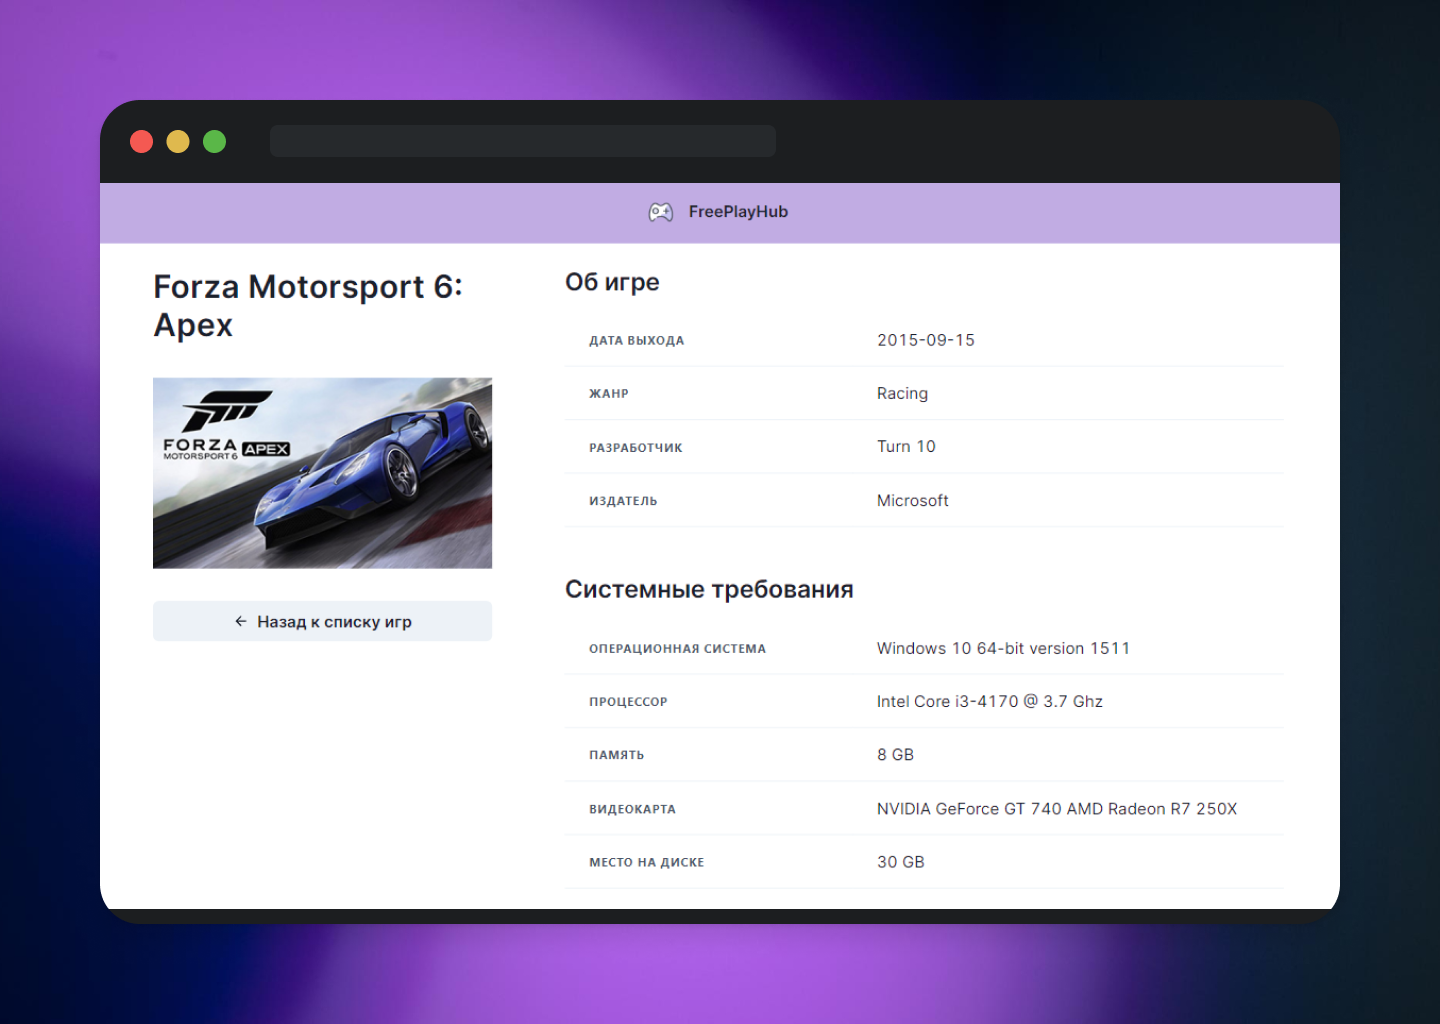 FreePlayHub
Forza Motorsport 6:
Apex
FORZA
MOTORSPORT 6 APEX
← Назад к списку игр
Об игре
ДАТА ВЫХОДА 2015-09-15
ЖАНР Racing
РАЗРАБОТЧИК Turn 10
ИЗДАТЕЛЬ Microsoft
Системные требования
ОПЕРАЦИОННАЯ СИСТЕМА Windows 10 64-bit version 1511
ПРОЦЕССОР Intel Core i3-4170 @ 3.7 Ghz
ПАМЯТЬ 8 GB
ВИДЕОКАРТА NVIDIA GeForce GT 740 AMD Radeon R7 250X
МЕСТО НА ДИСКЕ 30 GB